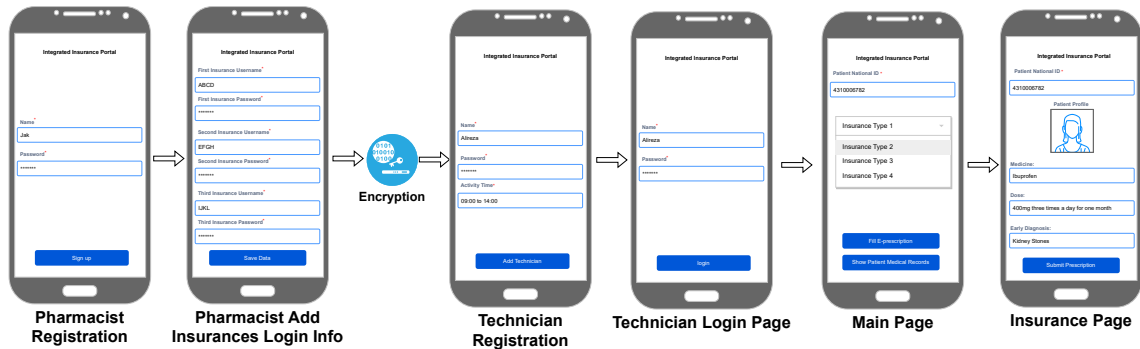 Integrated Insurance Portal
Name*
Jak
Password*
*******
Sign up
Pharmacist
Registration
Integrated Insurance Portal
First Insurance Username*
ABCD
First Insurance Password*
*******
Second Insurance Username*
EFGH
Second Insurance Password*
*******
Third Insurance Username*
IJKL
Third Insurance Password*
*******
Save Data
Pharmacist Add
Insurances Login Info
0101
010010
0100
Encryption
Integrated Insurance Portal
Name*
Alireza
Password*
*******
Activity Time*
09:00 to 14:00
Add Technician
Technician
Registration
Integrated Insurance Portal
Name*
Alireza
Password*
*******
login
Technician Login Page
Integrated Insurance Portal
Patient National ID *
4310006782
Insurance Type 1
Insurance Type 2
Insurance Type 3
Insurance Type 4
Fill E-prescription
Show Patient Medical Records
Main Page
Integrated Insurance Portal
Patient National ID *
4310006782
Patient Profile
Medicine:
Ibuprofen
Dose:
400mg three times a day for one month
Early Diagnosis:
Kidney Stones
Submit Prescription
Insurance Page